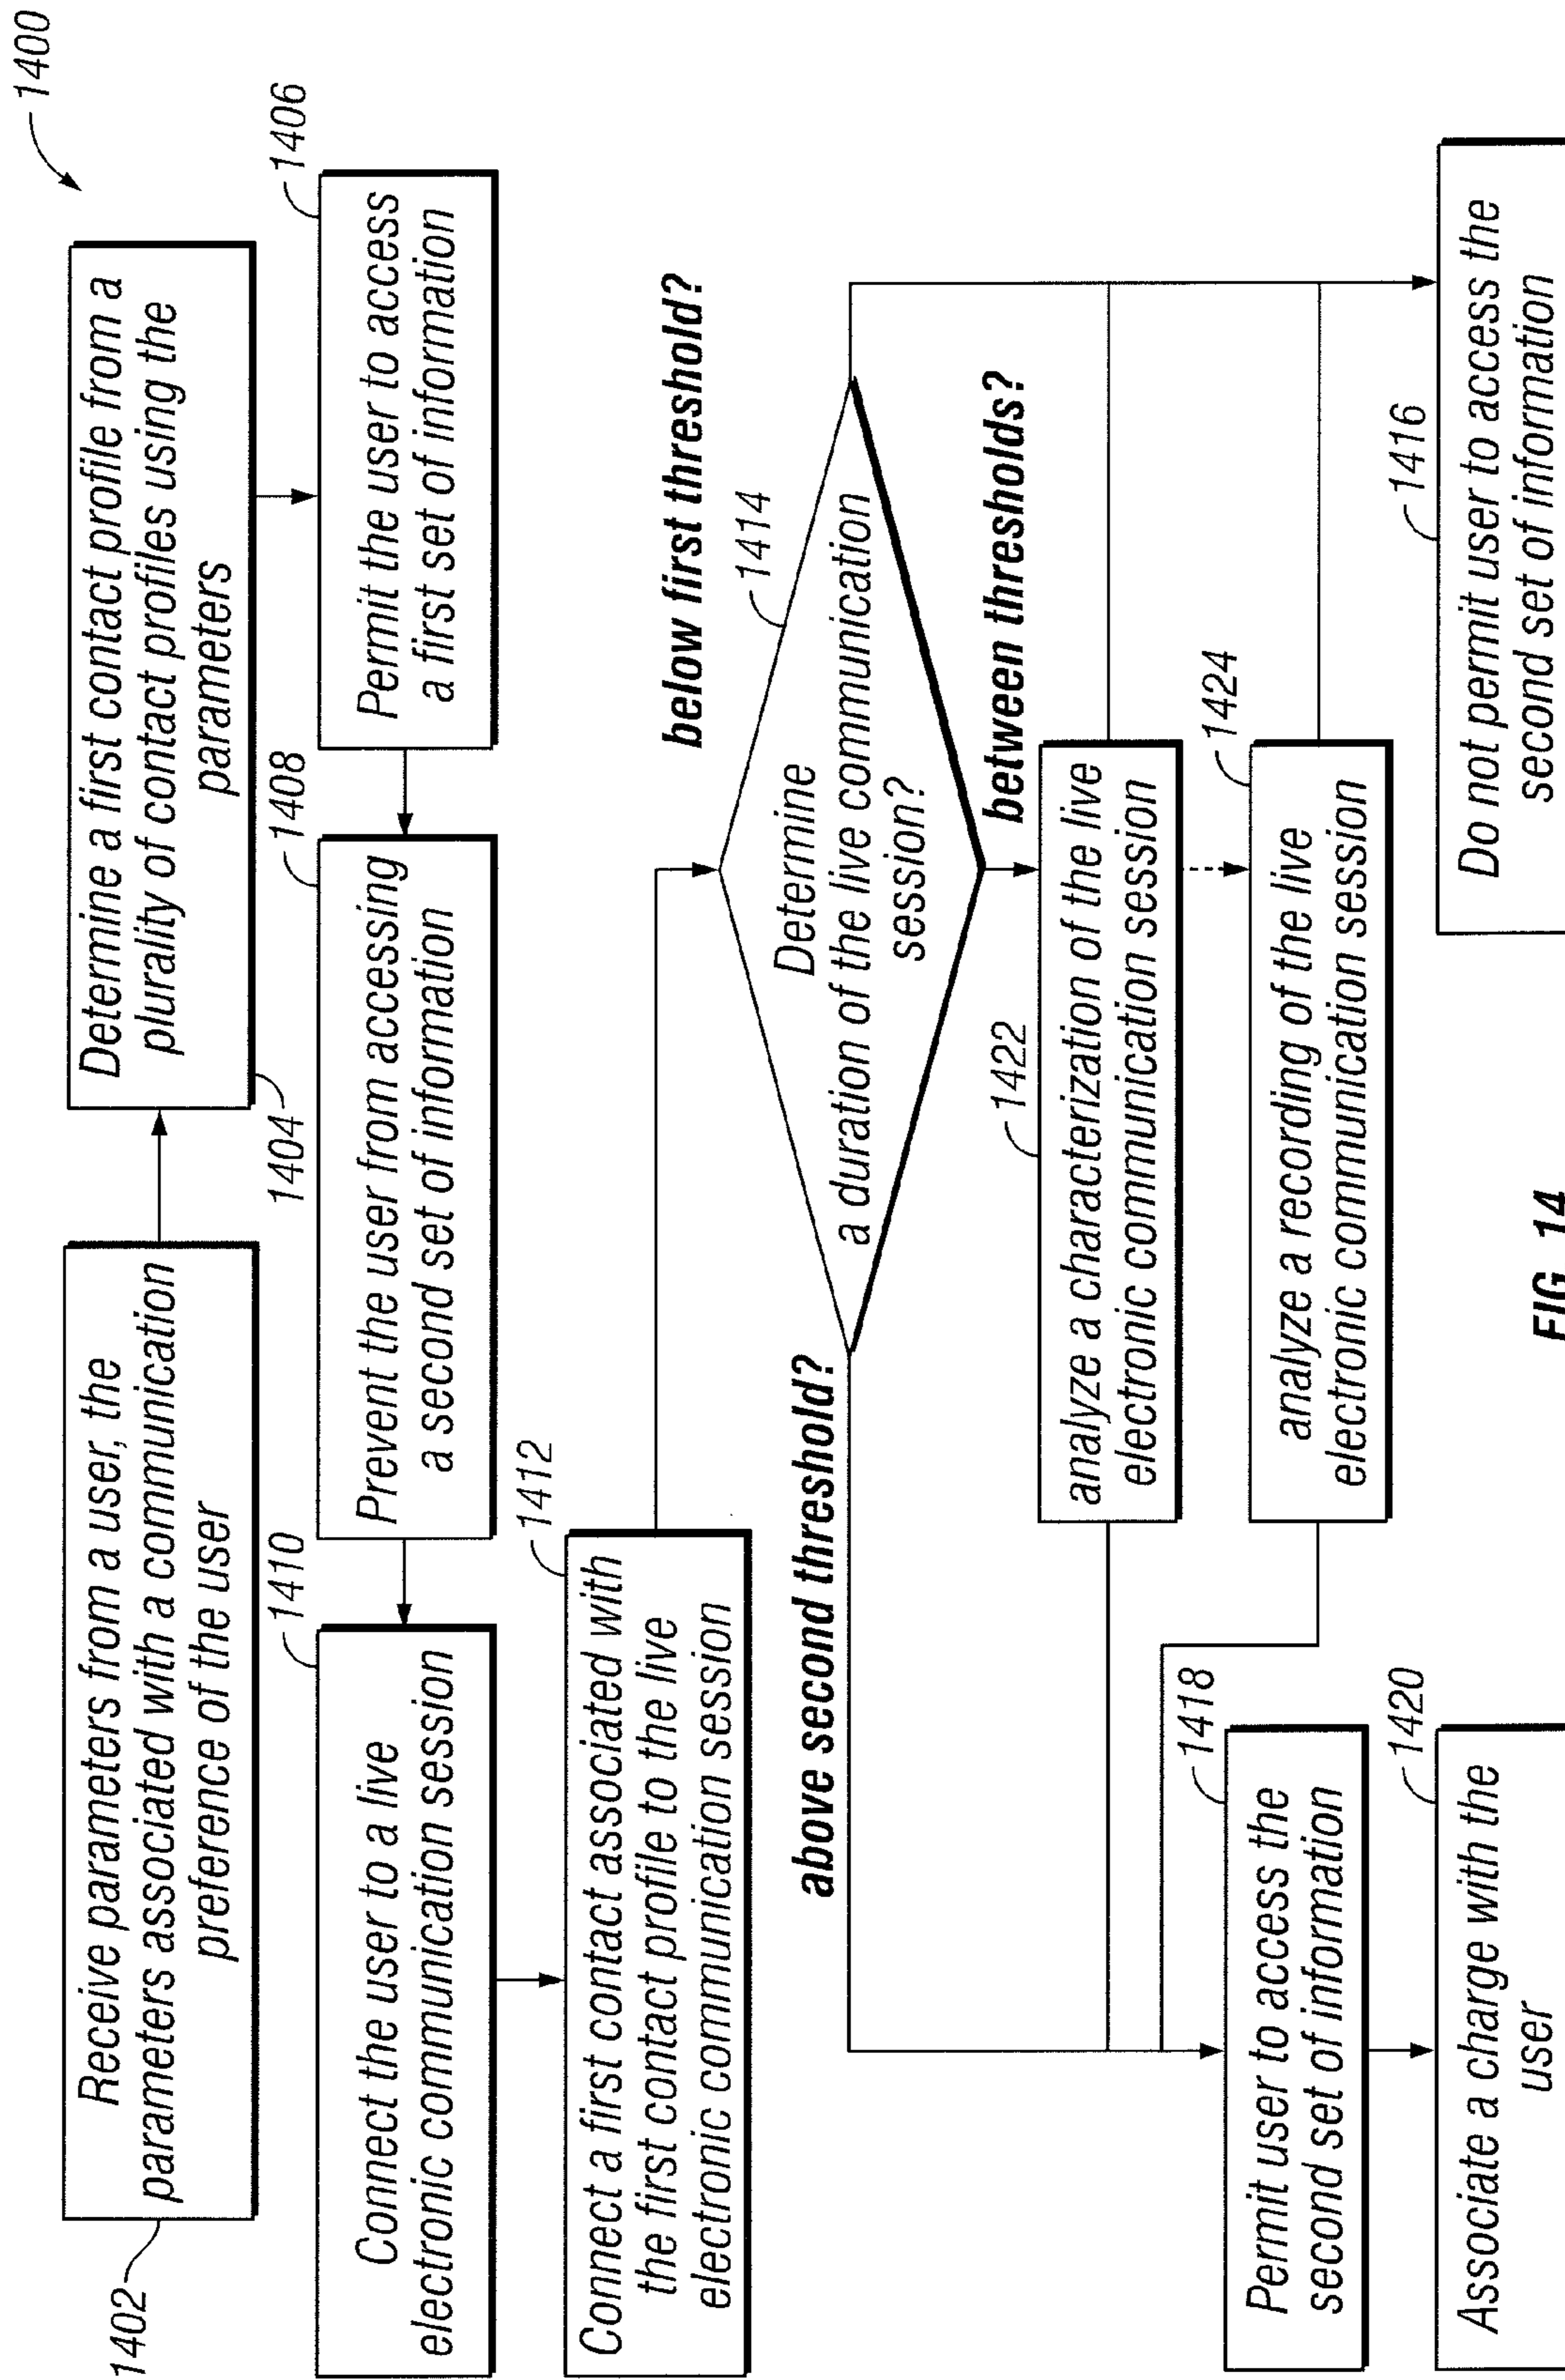 1400
1402
Receive parameters from a user, the
parameters associated with a communication
preference of the user
1404
Determine a first contact profile from a
plurality of contact profiles using the
parameters
1406
Permit the user to access
a first set of information
1408
Prevent the user from accessing
a second set of information
1410
Connect the user to a live
electronic communication session
1412
Connect a first contact associated with
the first contact profile to the live
electronic communication session
1414
Determine
a duration of the live communication
session?
below first threshold?
above second threshold?
between thresholds?
1422
analyze a characterization of the live
electronic communication session
1424
analyze a recording of the live
electronic communication session
1418
Permit user to access the
second set of information
1420
Associate a charge with the
user
1416
Do not permit user to access the
second set of information
FIG. 14